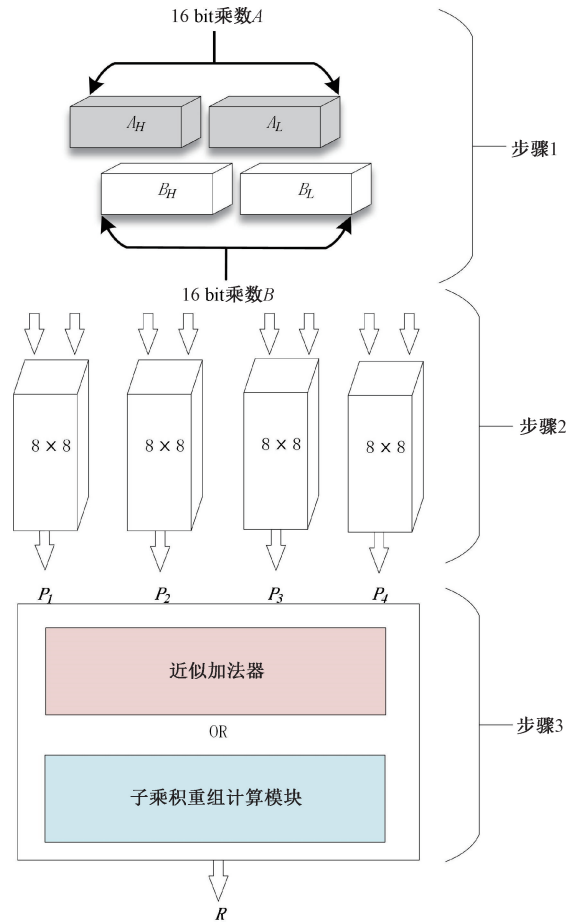 16 bit乘数A
A_H A_L
步骤1
B_H B_L
16 bit乘数B
8 × 8 8 × 8 8 × 8 8 × 8
步骤2
P_1 P_2 P_3 P_4
近似加法器
OR
步骤3
子乘积重组计算模块
R